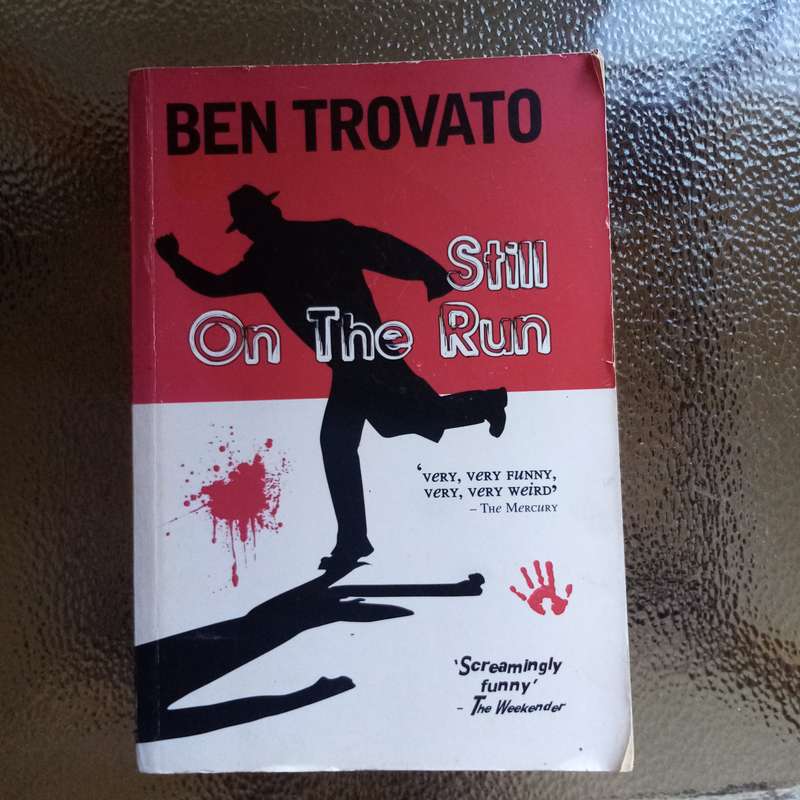 BEN TROVATO
Still
On The Run
‘VERY, VERY FUNNY,
VERY, VERY WEIRD’
– THE MERCURY
‘Screamingly
funny’
– The Weekender